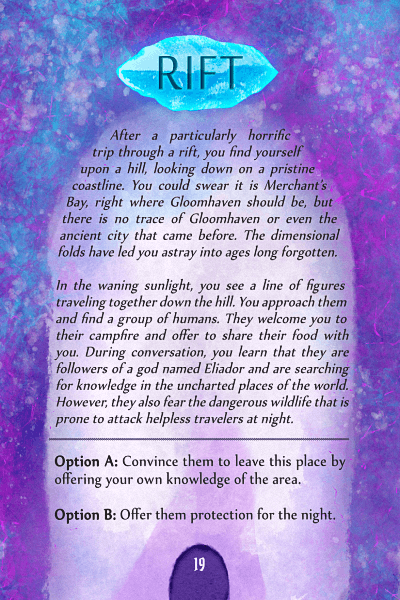 RIFT
After a particularly horrific
trip through a rift, you find yourself
upon a hill, looking down on a pristine
coastline. You could swear it is Merchant's
Bay, right where Gloomhaven should be, but
there is no trace of Gloomhaven or even the
ancient city that came before. The dimensional
folds have led you astray into ages long forgotten.
In the waning sunlight, you see a line of figures
traveling together down the hill. You approach them
and find a group of humans. They welcome you to
their campfire and offer to share their food with
you. During conversation, you learn that they are
followers of a god named Eliador and are searching
for knowledge in the uncharted places of the world.
However, they also fear the dangerous wildlife that is
prone to attack helpless travelers at night.
Option A: Convince them to leave this place by
offering your own knowledge of the area.
Option B: Offer them protection for the night.
19